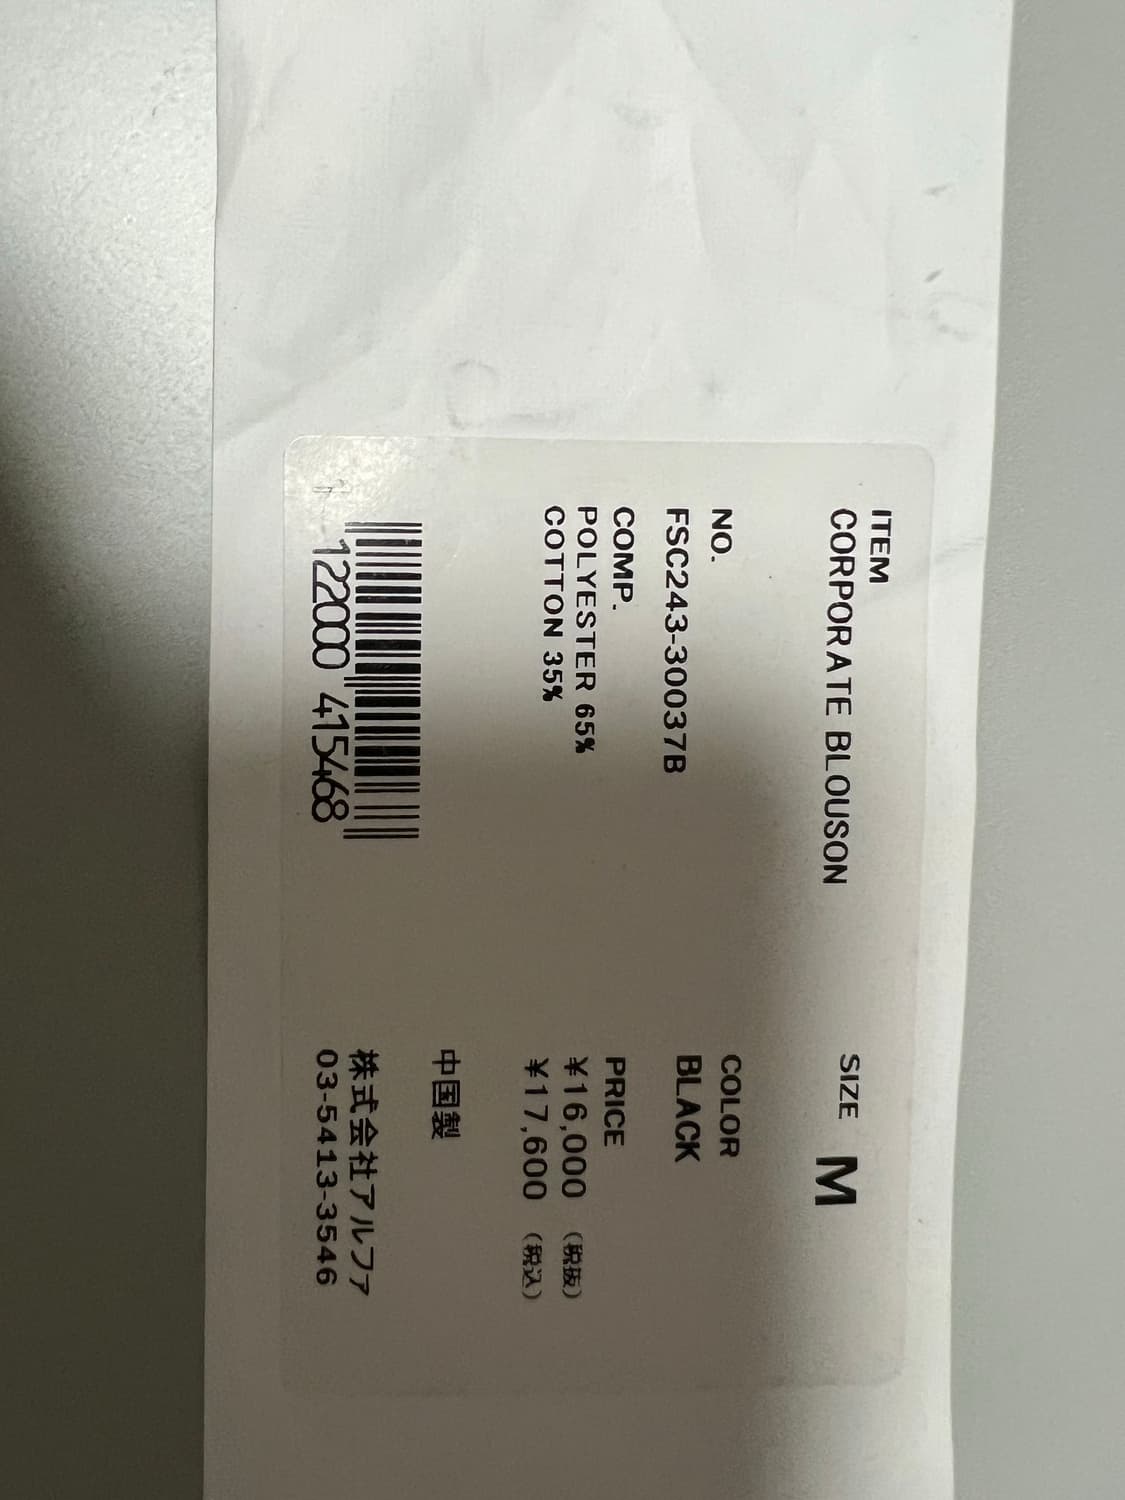 ITEM
CORPORATE BLOUSON
SIZE M
NO.
FSC243-30037B
COLOR
BLACK
COMP.
POLYESTER 65%
COTTON 35%
PRICE
¥16,000 (税抜)
¥17,600 (税込)
中国製
1 122000 415468
株式会社アルファ
03-5413-3546